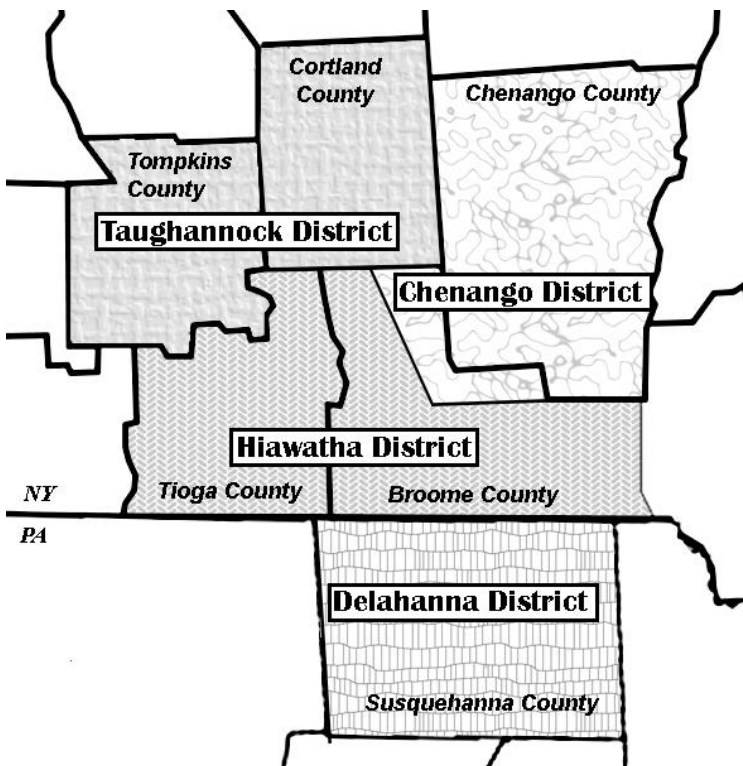 Cortland
County
Chenango County
Tompkins
County
Taughannock District
Chenango District
Hiawatha District
Tioga County
Broome County
NY
PA
Delahanna District
Susquehanna County